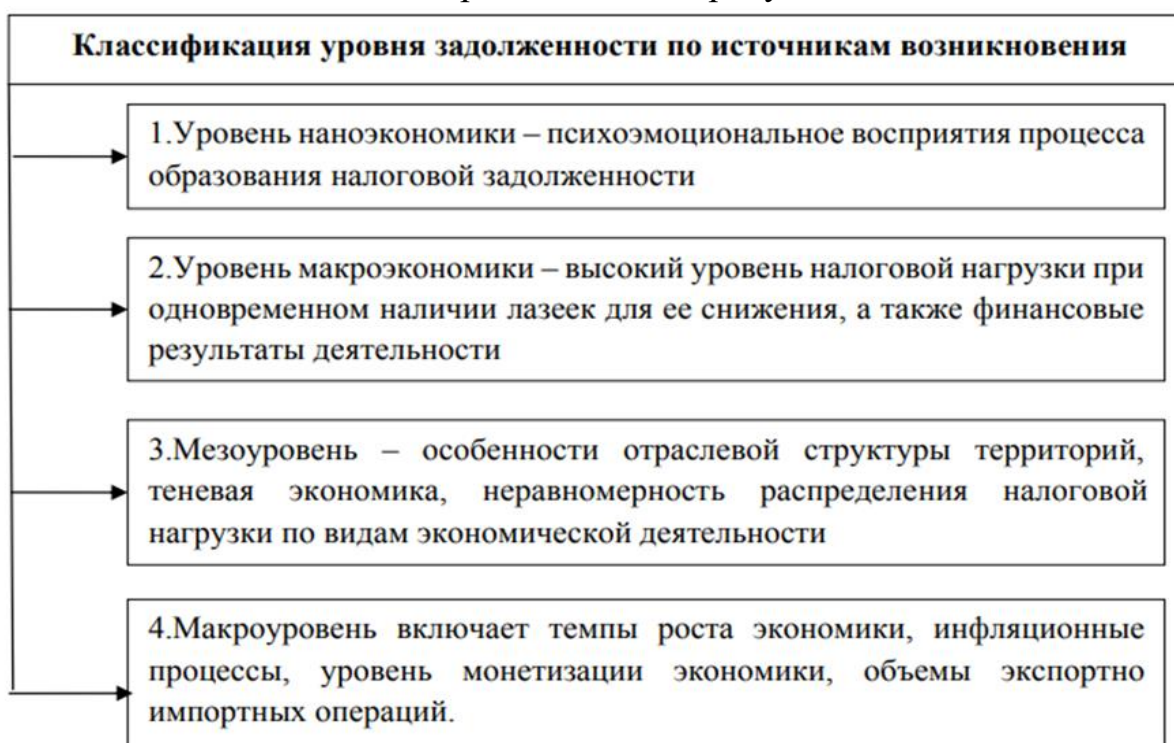 Классификация уровня задолженности по источникам возникновения
1.Уровень наноэкономики – психоэмоциональное восприятия процесса
образования налоговой задолженности
2.Уровень макроэкономики – высокий уровень налоговой нагрузки при
одновременном наличии лазеек для ее снижения, а также финансовые
результаты деятельности
3.Мезоуровень – особенности отраслевой структуры территорий,
теневая экономика, неравномерность распределения налоговой
нагрузки по видам экономической деятельности
4.Макроуровень включает темпы роста экономики, инфляционные
процессы, уровень монетизации экономики, объемы экспортно
импортных операций.